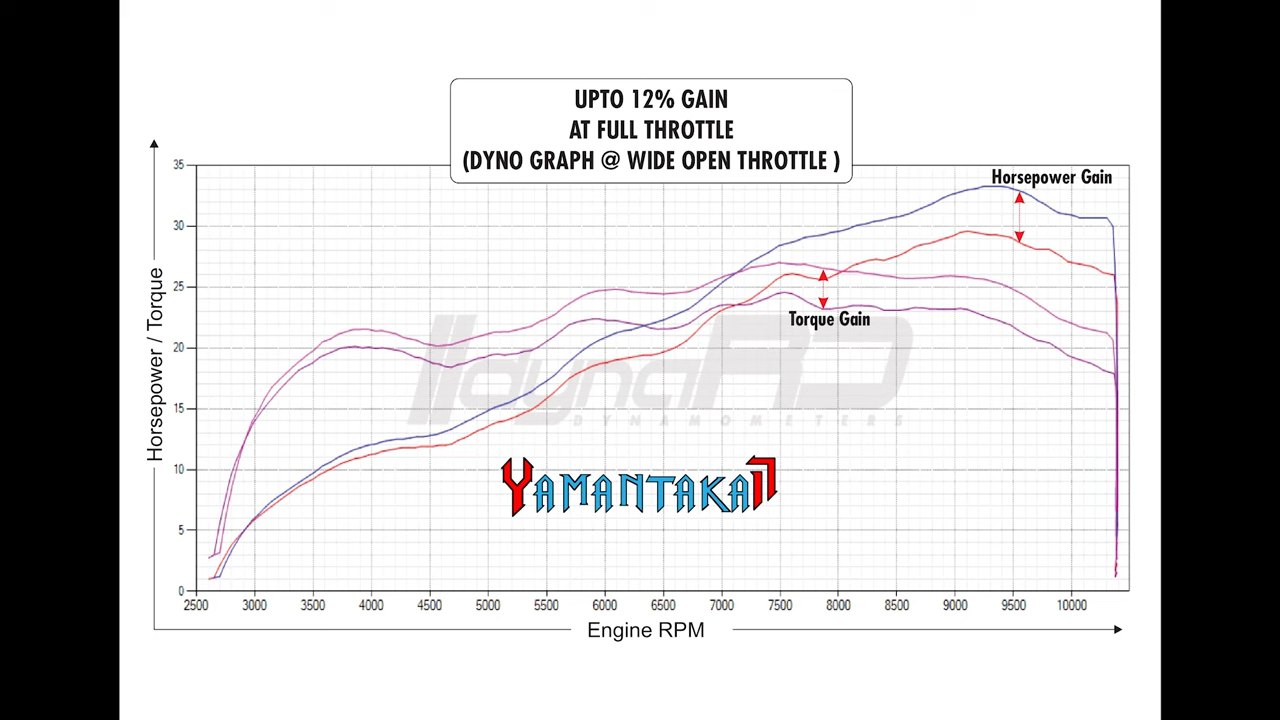 UPTO 12% GAIN
AT FULL THROTTLE
(DYNO GRAPH @ WIDE OPEN THROTTLE )
Horsepower Gain
Torque Gain
Horsepower / Torque
35
30
25
20
15
10
5
0
dynaRD
DYNAMOMETERS
YAMANTAKA
2500 3000 3500 4000 4500 5000 5500 6000 6500 7000 7500 8000 8500 9000 9500 10000
Engine RPM